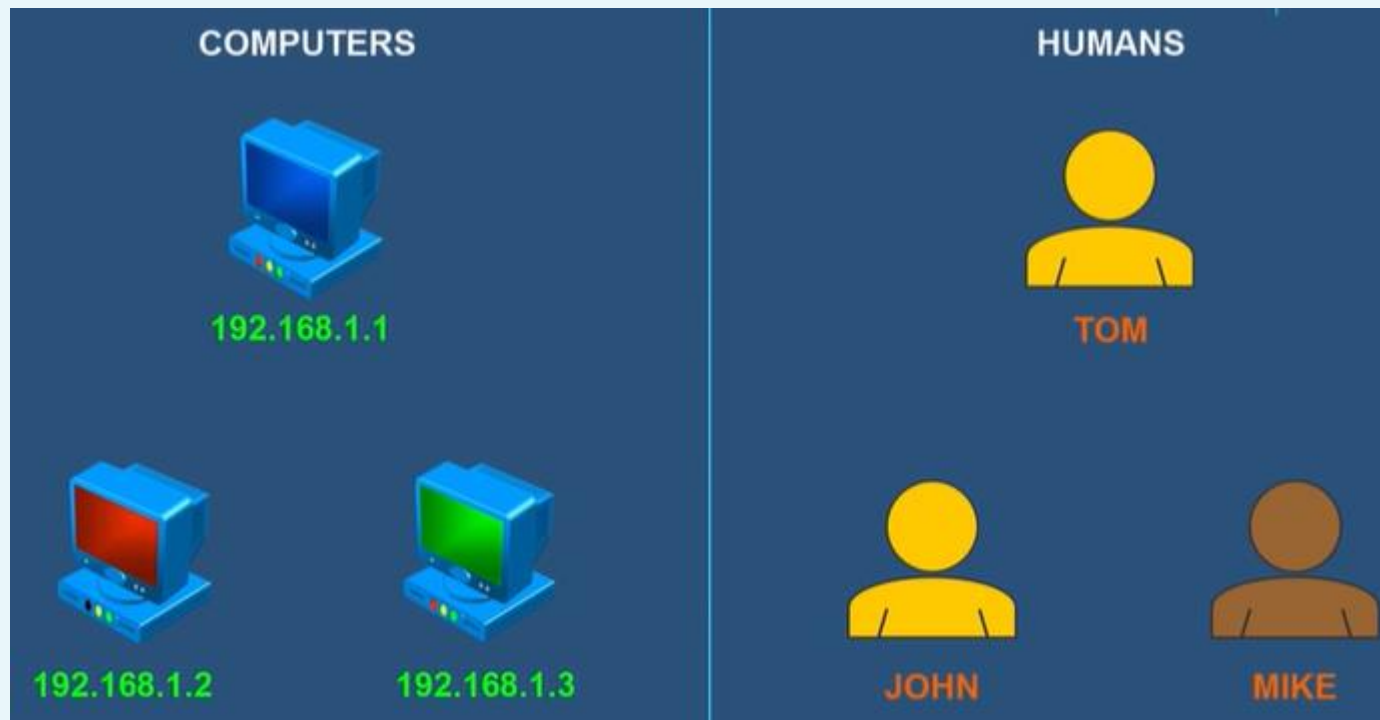 COMPUTERS
HUMANS
192.168.1.1
TOM
192.168.1.2
192.168.1.3
JOHN
MIKE